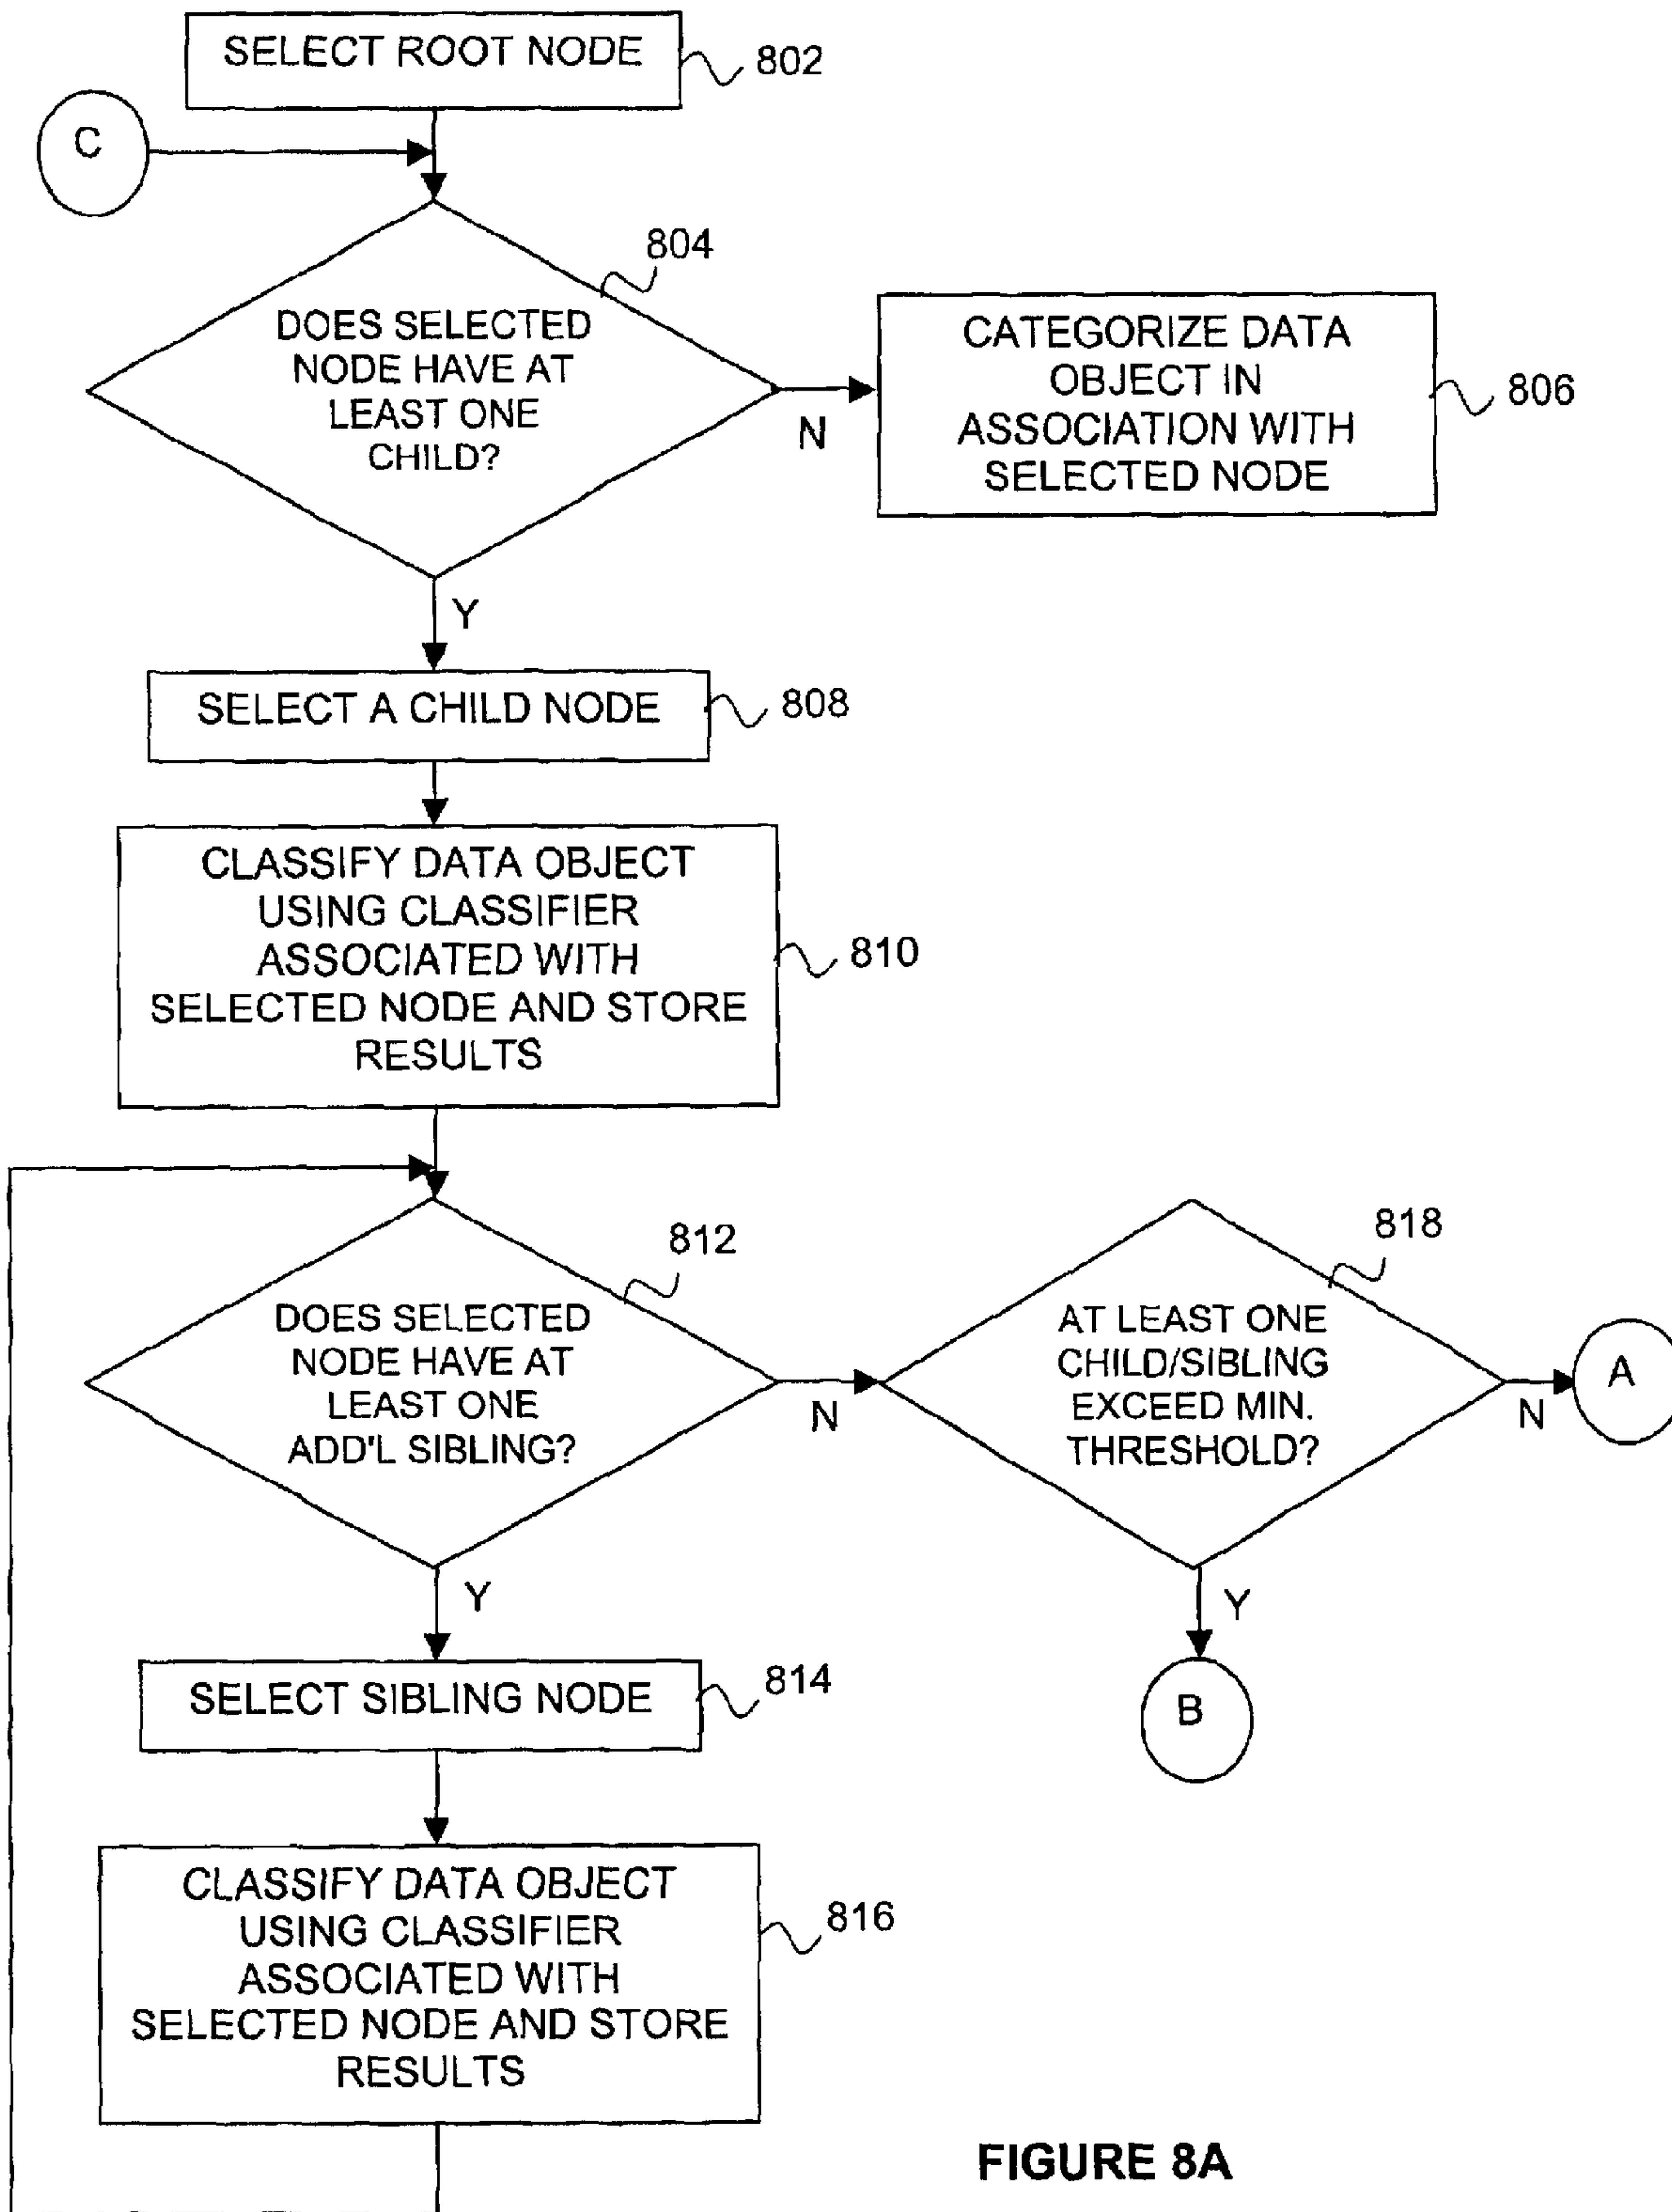 SELECT ROOT NODE
802
C
804
DOES SELECTED
NODE HAVE AT
LEAST ONE
CHILD?
N
CATEGORIZE DATA
OBJECT IN
ASSOCIATION WITH
SELECTED NODE
806
Y
SELECT A CHILD NODE
808
CLASSIFY DATA OBJECT
USING CLASSIFIER
ASSOCIATED WITH
SELECTED NODE AND STORE
RESULTS
810
812
DOES SELECTED
NODE HAVE AT
LEAST ONE
ADD'L SIBLING?
N
818
AT LEAST ONE
CHILD/SIBLING
EXCEED MIN.
THRESHOLD?
N
A
Y
B
Y
SELECT SIBLING NODE
814
CLASSIFY DATA OBJECT
USING CLASSIFIER
ASSOCIATED WITH
SELECTED NODE AND STORE
RESULTS
816
FIGURE 8A